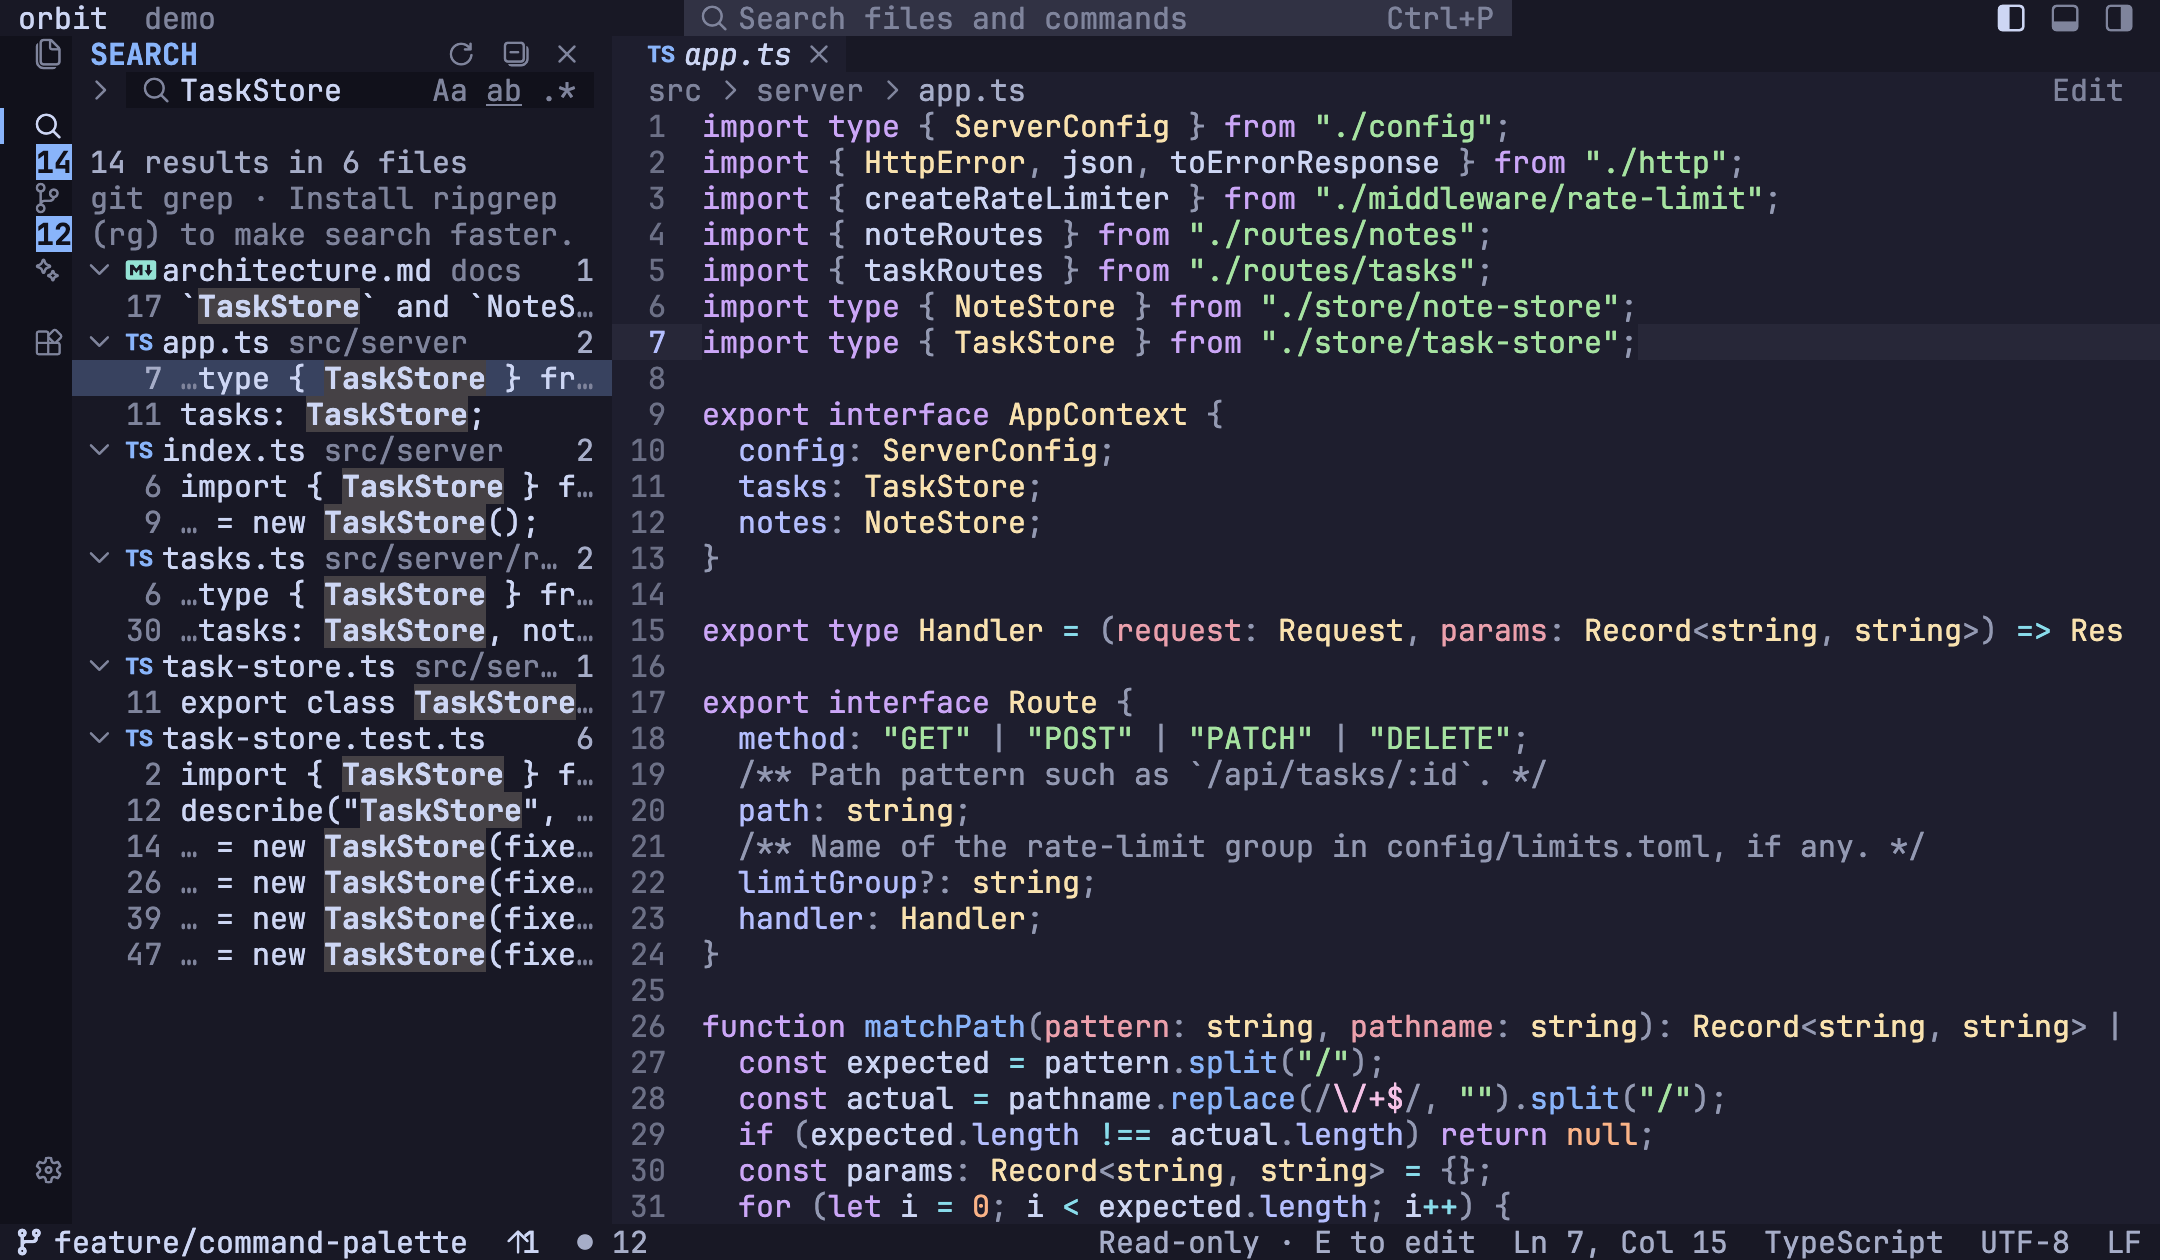 orbit demo Search files and commands Ctrl+P
SEARCH
TaskStore Aa ab .*
14 results in 6 files
git grep · Install ripgrep
(rg) to make search faster.
14
12
architecture.md docs 1
17 `TaskStore` and `NoteS…
TS app.ts src/server 2
7 …type { TaskStore } fr…
11 tasks: TaskStore;
TS index.ts src/server 2
6 import { TaskStore } f…
9 … = new TaskStore();
TS tasks.ts src/server/r… 2
6 …type { TaskStore } fr…
30 …tasks: TaskStore, not…
TS task-store.ts src/ser… 1
11 export class TaskStore…
TS task-store.test.ts 6
2 import { TaskStore } f…
12 describe("TaskStore", …
14 … = new TaskStore(fixe…
26 … = new TaskStore(fixe…
39 … = new TaskStore(fixe…
47 … = new TaskStore(fixe…
TS app.ts
src > server > app.ts Edit
1 import type { ServerConfig } from "./config";
2 import { HttpError, json, toErrorResponse } from "./http";
3 import { createRateLimiter } from "./middleware/rate-limit";
4 import { noteRoutes } from "./routes/notes";
5 import { taskRoutes } from "./routes/tasks";
6 import type { NoteStore } from "./store/note-store";
7 import type { TaskStore } from "./store/task-store";
8
9 export interface AppContext {
10   config: ServerConfig;
11   tasks: TaskStore;
12   notes: NoteStore;
13 }
14
15 export type Handler = (request: Request, params: Record<string, string>) => Res
16
17 export interface Route {
18   method: "GET" | "POST" | "PATCH" | "DELETE";
19   /** Path pattern such as `/api/tasks/:id`. */
20   path: string;
21   /** Name of the rate-limit group in config/limits.toml, if any. */
22   limitGroup?: string;
23   handler: Handler;
24 }
25
26 function matchPath(pattern: string, pathname: string): Record<string, string> |
27   const expected = pattern.split("/");
28   const actual = pathname.replace(/\/+$/, "").split("/");
29   if (expected.length !== actual.length) return null;
30   const params: Record<string, string> = {};
31   for (let i = 0; i < expected.length; i++) {
feature/command-palette ↑1 ● 12 Read-only · E to edit Ln 7, Col 15 TypeScript UTF-8 LF